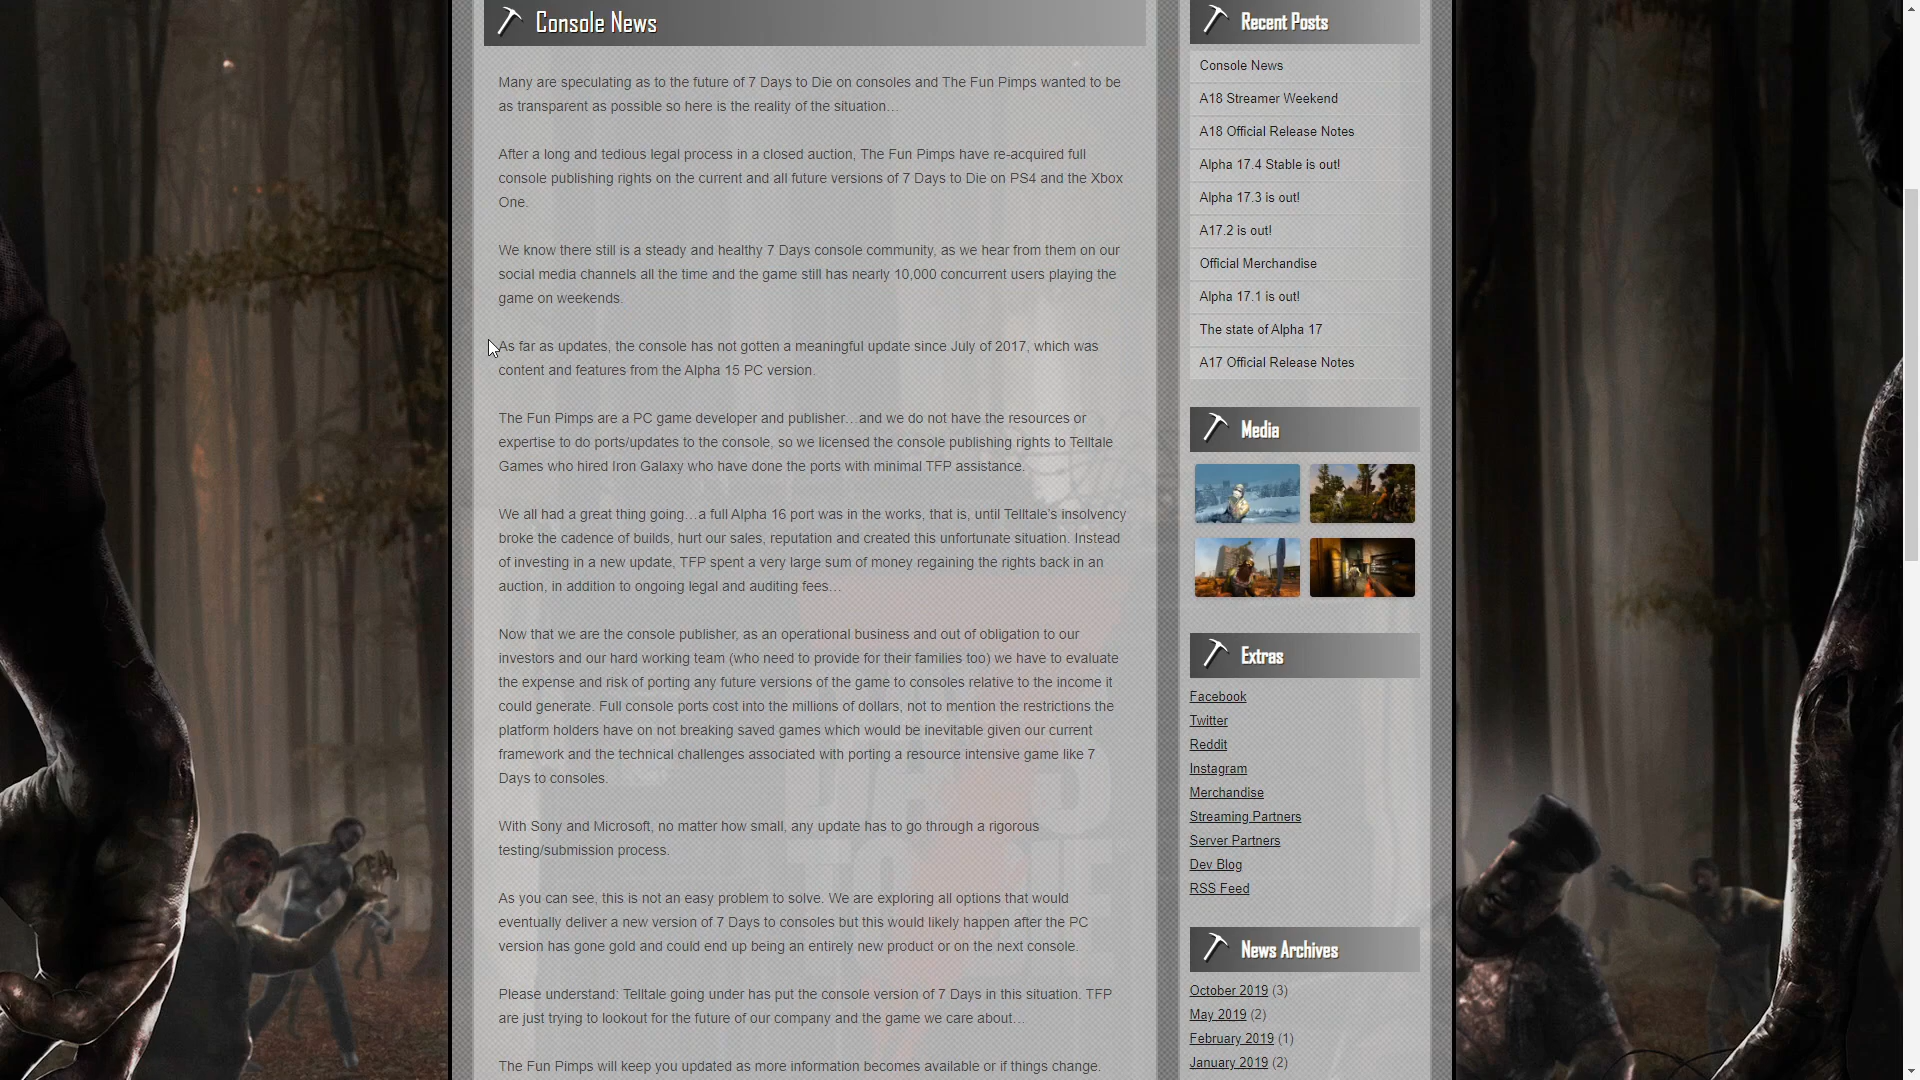 Console News
Many are speculating as to the future of 7 Days to Die on consoles and The Fun Pimps wanted to be
as transparent as possible so here is the reality of the situation…
After a long and tedious legal process in a closed auction, The Fun Pimps have re-acquired full
console publishing rights on the current and all future versions of 7 Days to Die on PS4 and the Xbox
One.
We know there still is a steady and healthy 7 Days console community, as we hear from them on our
social media channels all the time and the game still has nearly 10,000 concurrent users playing the
game on weekends.
As far as updates, the console has not gotten a meaningful update since July of 2017, which was
content and features from the Alpha 15 PC version.
The Fun Pimps are a PC game developer and publisher…and we do not have the resources or
expertise to do ports/updates to the console, so we licensed the console publishing rights to Telltale
Games who hired Iron Galaxy who have done the ports with minimal TFP assistance.
We all had a great thing going…a full Alpha 16 port was in the works, that is, until Telltale's insolvency
broke the cadence of builds, hurt our sales, reputation and created this unfortunate situation. Instead
of investing in a new update, TFP spent a very large sum of money regaining the rights back in an
auction, in addition to ongoing legal and auditing fees…
Now that we are the console publisher, as an operational business and out of obligation to our
investors and our hard working team (who need to provide for their families too) we have to evaluate
the expense and risk of porting any future versions of the game to consoles relative to the income it
could generate. Full console ports cost into the millions of dollars, not to mention the restrictions the
platform holders have on not breaking saved games which would be inevitable given our current
framework and the technical challenges associated with porting a resource intensive game like 7
Days to consoles.
With Sony and Microsoft, no matter how small, any update has to go through a rigorous
testing/submission process.
As you can see, this is not an easy problem to solve. We are exploring all options that would
eventually deliver a new version of 7 Days to consoles but this would likely happen after the PC
version has gone gold and could end up being an entirely new product or on the next console.
Please understand: Telltale going under has put the console version of 7 Days in this situation. TFP
are just trying to lookout for the future of our company and the game we care about…
The Fun Pimps will keep you updated as more information becomes available or if things change.
Recent Posts
Console News
A18 Streamer Weekend
A18 Official Release Notes
Alpha 17.4 Stable is out!
Alpha 17.3 is out!
A17.2 is out!
Official Merchandise
Alpha 17.1 is out!
The state of Alpha 17
A17 Official Release Notes
Media
Extras
Facebook
Twitter
Reddit
Instagram
Merchandise
Streaming Partners
Server Partners
Dev Blog
RSS Feed
News Archives
October 2019 (3)
May 2019 (2)
February 2019 (1)
January 2019 (2)